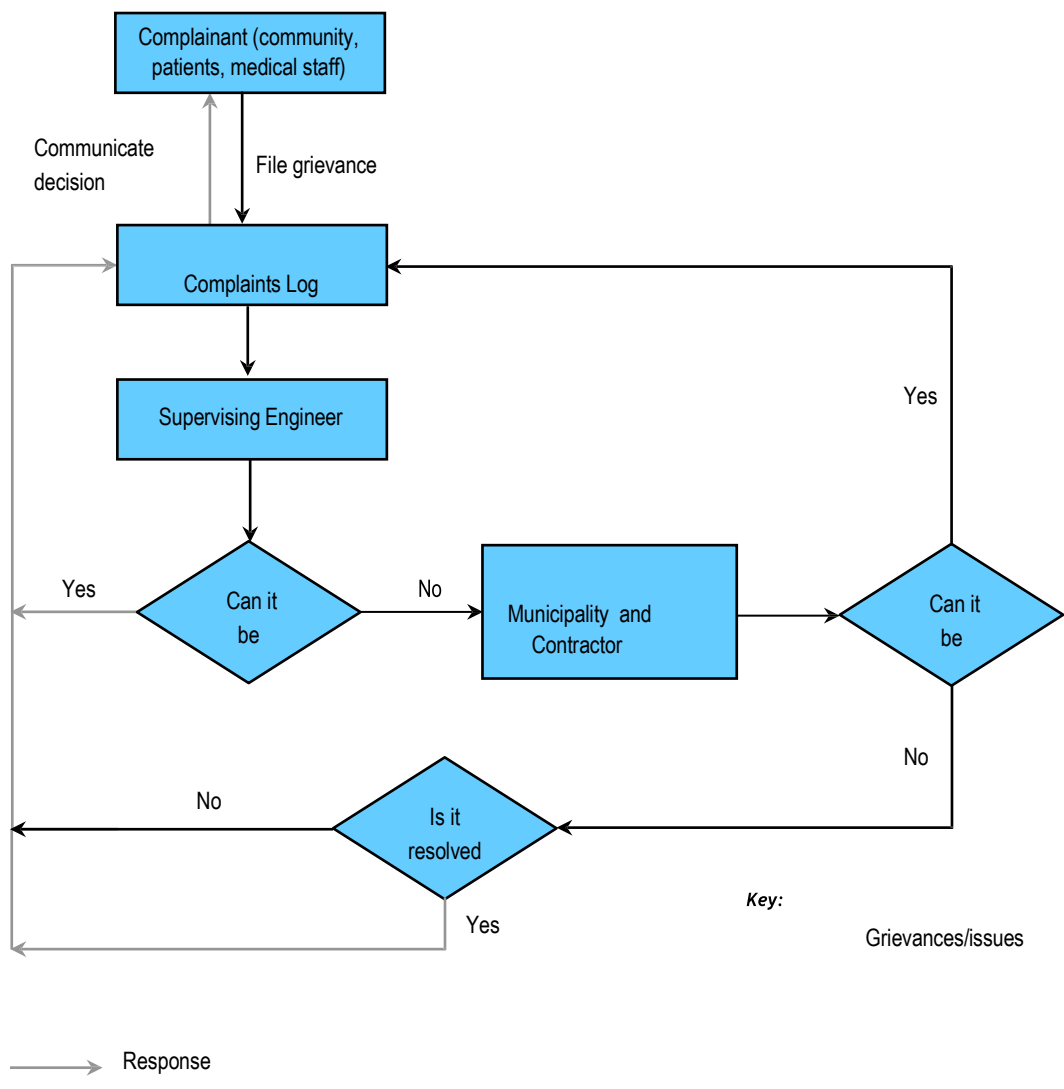 Complainant (community,
patients, medical staff)
Communicate
decision
File grievance
Complaints Log
Yes
Supervising Engineer
Yes
Can it
be
No
Municipality and
Contractor
Can it
be
No
No
Is it
resolved
Yes
Key:
Grievances/issues
Response